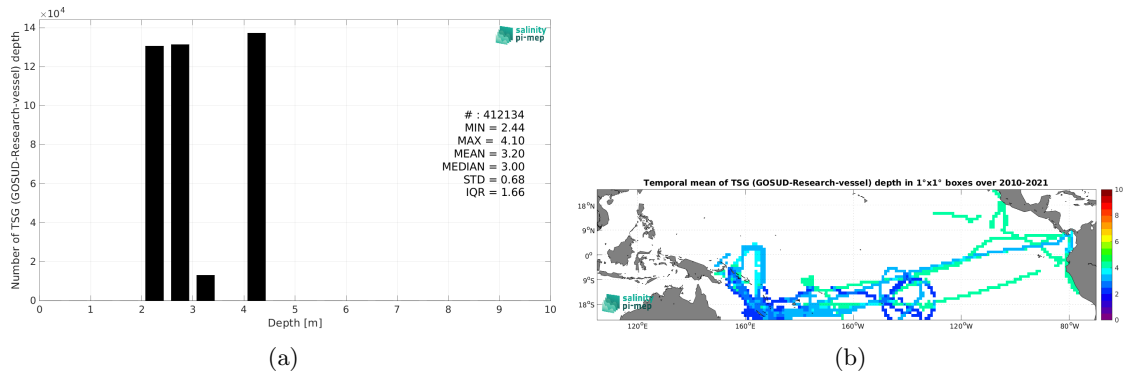 ×10⁴
14
12
10
8
6
4
2
0
Number of TSG (GOSUD-Research-vessel) depth
salinity
pi-mep
# : 412134
MIN = 2.44
MAX = 4.10
MEAN = 3.20
MEDIAN = 3.00
STD = 0.68
IQR = 1.66
0 1 2 3 4 5 6 7 8 9 10
Depth [m]
(a)
Temporal mean of TSG (GOSUD-Research-vessel) depth in 1°x1° boxes over 2010-2021
18°N
9°N
0°
9°S
18°S
salinity
pi-mep
120°E 160°E 160°W 120°W 80°W
10
8
6
4
2
0
(b)